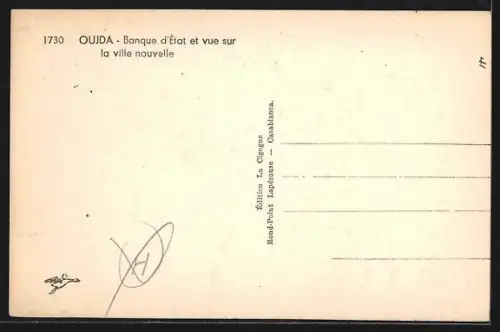 1730 OUJDA - Banque d'État et vue sur
la ville nouvelle
Édition La Cigogne
Rond-Point Lapérouse — Casablanca.